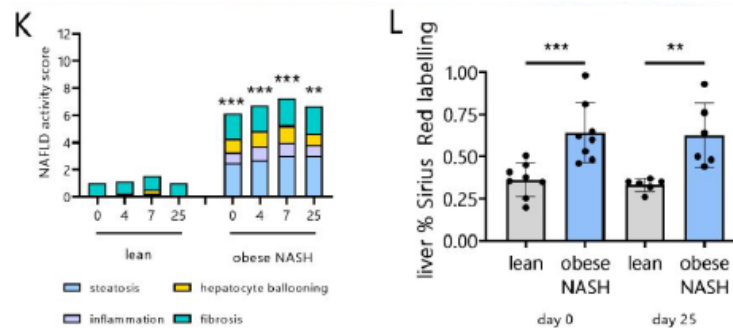 K
NAFLD activity score
12
10
8
6
4
2
0
*** *** *** **
0 4 7 25 0 4 7 25
lean obese NASH
steatosis hepatocyte ballooning
inflammation fibrosis
L
liver % Sirius Red labelling
*** **
1.00
0.75
0.50
0.25
0.00
lean obese NASH lean obese NASH
day 0 day 25